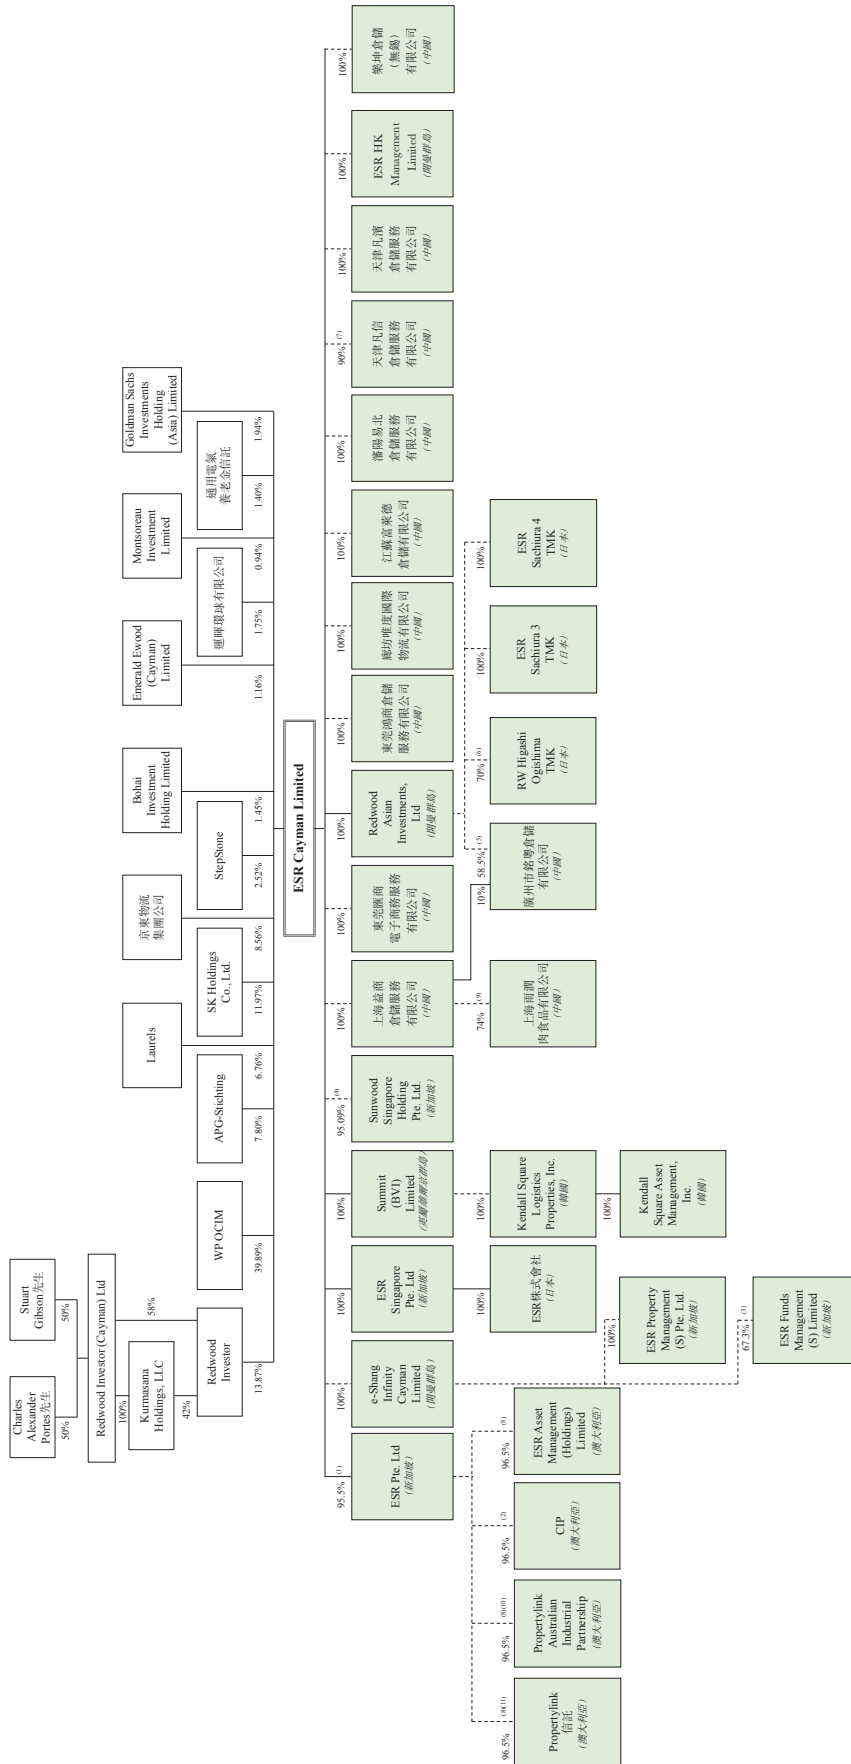 Charles
Alexander
Portes先生
Stuart
Gibson先生
50%
50%
Redwood Investor (Cayman) Ltd
100%
58%
Kurmasana
Holdings, LLC
42%
Redwood
Investor
13.87%
WP OCIM
39.89%
APG-Stichting
7.80%
Laurels
6.76%
SK Holdings
Co., Ltd.
11.97%
京東物流
集團公司
8.56%
StepStone
2.52%
Bohai
Investment
Holding Limited
1.45%
Emerald Ewood
(Cayman)
Limited
1.16%
運暉環球有限公司
1.75%
Montsoreau
Investment
Limited
0.94%
通用電氣
養老金信託
1.40%
Goldman Sachs
Investments
Holding
(Asia) Limited
1.94%
ESR Cayman Limited
95.5% (1)
ESR Pte. Ltd
(新加坡)
100%
e-Shang
Infinity
Cayman
Limited
(開曼群島)
100%
ESR
Singapore
Pte. Ltd
(新加坡)
100%
Summit
(BVI)
Limited
(英屬維爾京群島)
95.09% (4)
Sunwood
Singapore
Holding
Pte. Ltd.
(新加坡)
100%
上海益商
倉儲服務
有限公司
(中國)
100%
東莞匯商
電子商務服務
有限公司
(中國)
100%
Redwood
Asian
Investments,
Ltd
(開曼群島)
100%
東莞鴻商倉儲
服務有限公司
(中國)
100%
廊坊唯度國際
物流有限公司
(中國)
100%
江蘇富萊德
倉儲有限公司
(中國)
100%
瀋陽易北
倉儲服務
有限公司
(中國)
90% (7)
天津凡信
倉儲服務
有限公司
(中國)
100%
天津凡濱
倉儲服務
有限公司
(中國)
100%
ESR HK
Management
Limited
(開曼群島)
100%
樂坤倉儲
(無錫)
有限公司
(中國)
100%
ESR株式會社
(日本)
100%
Kendall Square
Logistics
Properties, Inc.
(韓國)
100%
Kendall
Square Asset
Management,
Inc.
(韓國)
74% (9)
上海雨潤
肉食品有限公司
(中國)
10%
58.5% (5)
廣州市銘粵倉儲
有限公司
(中國)
70% (6)
RW Higashi
Ogishima
TMK
(日本)
100%
ESR
Sachiura 3
TMK
(日本)
100%
ESR
Sachiura 4
TMK
(日本)
96.5% (8)(11)
Propertylink
信託
(澳大利亞)
96.5% (8)(10)
Propertylink
Australian
Industrial
Partnership
(澳大利亞)
96.5% (2)
CIP
(澳大利亞)
96.5% (8)
ESR Asset
Management
(Holdings)
Limited
(澳大利亞)
100%
ESR Property
Management
(S) Pte. Ltd.
(新加坡)
67.3% (3)
ESR Funds
Management
(S) Limited
(新加坡)